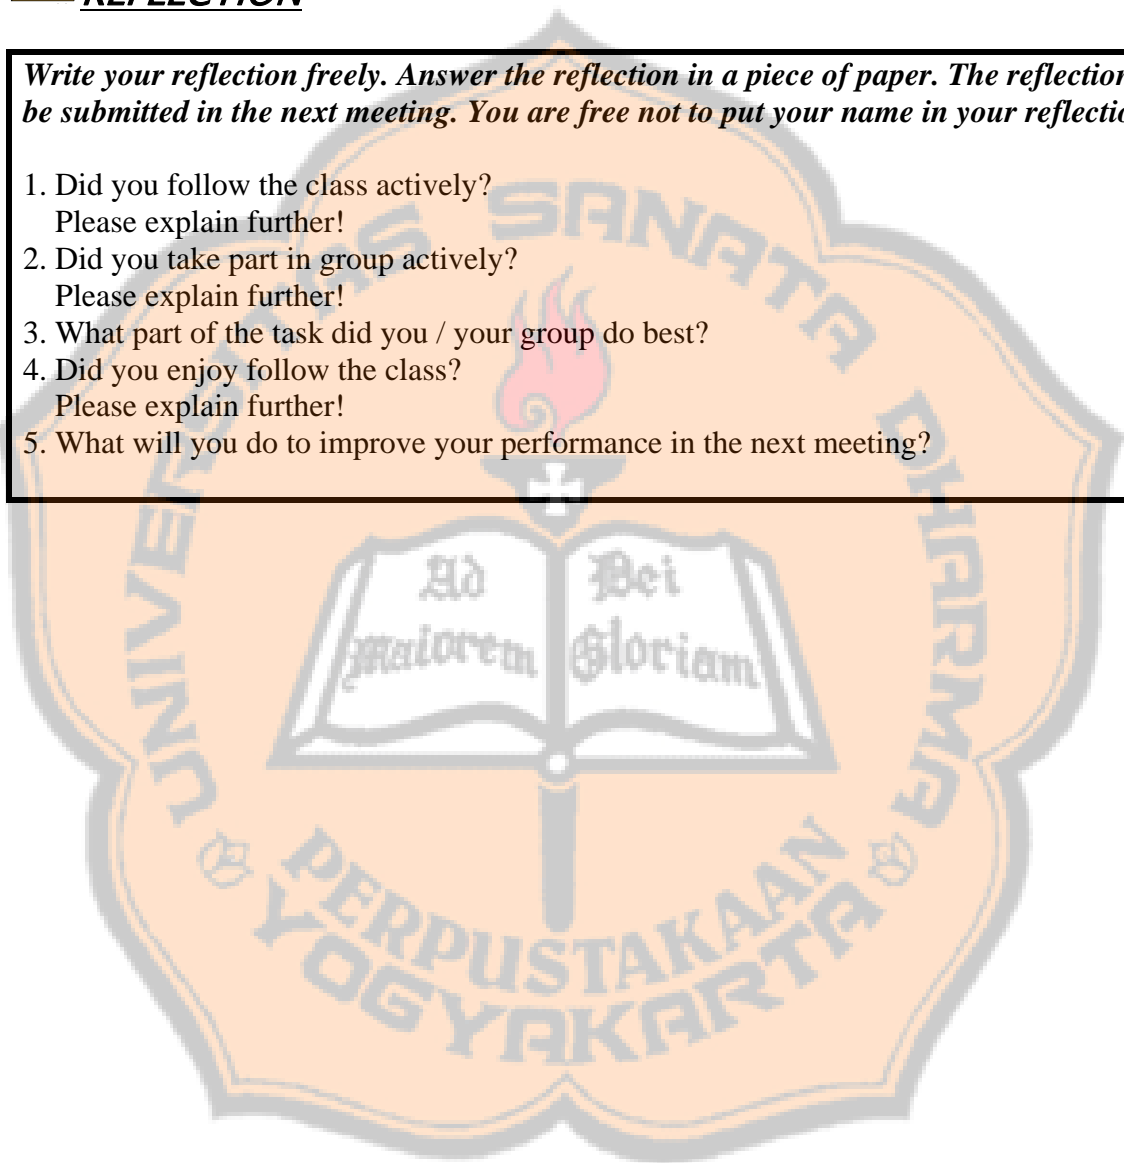 REFLECTION
Write your reflection freely. Answer the reflection in a piece of paper. The reflection
be submitted in the next meeting. You are free not to put your name in your reflectio
1. Did you follow the class actively?
Please explain further!
2. Did you take part in group actively?
Please explain further!
3. What part of the task did you / your group do best?
4. Did you enjoy follow the class?
Please explain further!
5. What will you do to improve your performance in the next meeting?
UNIVERSITAS SANATA DHARMA
Ad Dei
maiorem Gloriam
PERPUSTAKAAN
YOGYAKARTA